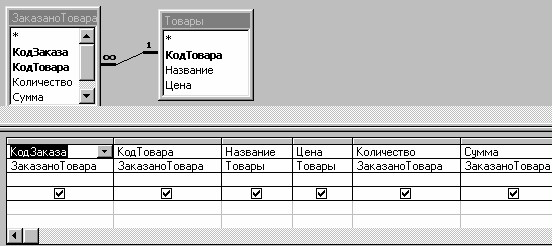 ЗаказаноТовара
*
КодЗаказа
КодТовара
Количество
Сумма
∞ 1
Товары
*
КодТовара
Название
Цена
КодЗаказа КодТовара Название Цена Количество Сумма
ЗаказаноТовара ЗаказаноТовара Товары Товары ЗаказаноТовара ЗаказаноТовара